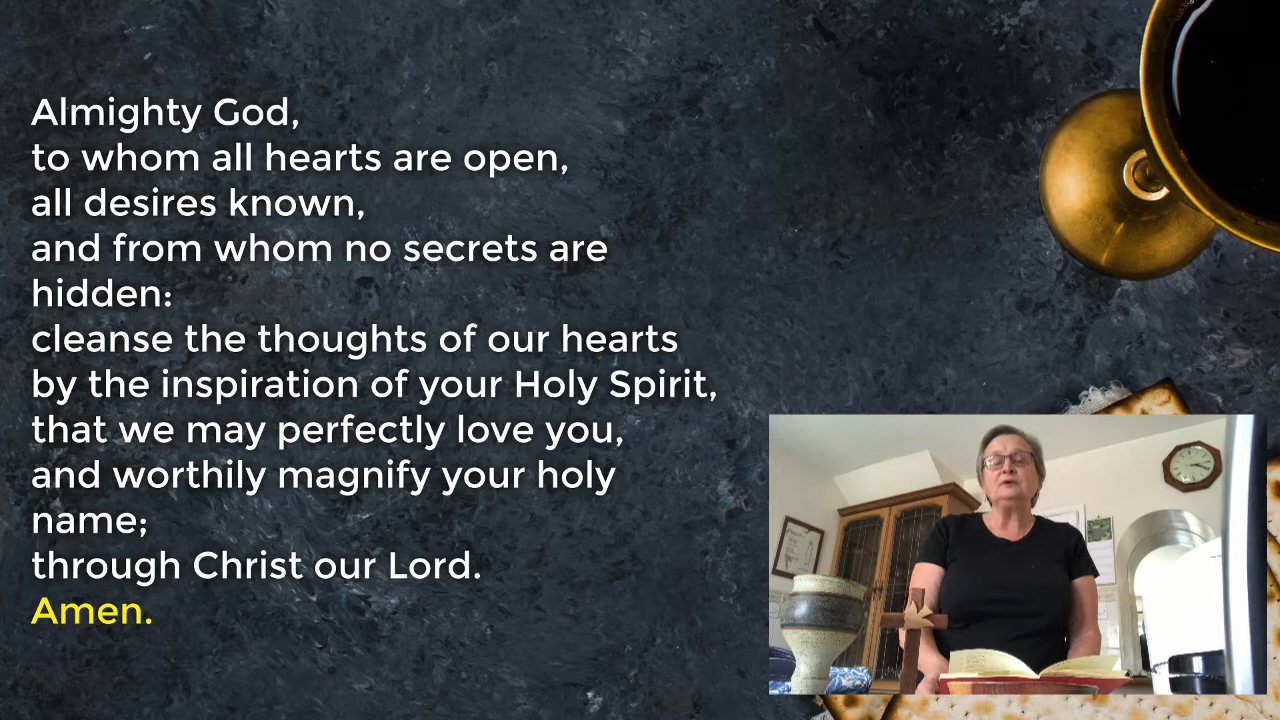 Almighty God,
to whom all hearts are open,
all desires known,
and from whom no secrets are
hidden:
cleanse the thoughts of our hearts
by the inspiration of your Holy Spirit,
that we may perfectly love you,
and worthily magnify your holy
name;
through Christ our Lord.
Amen.